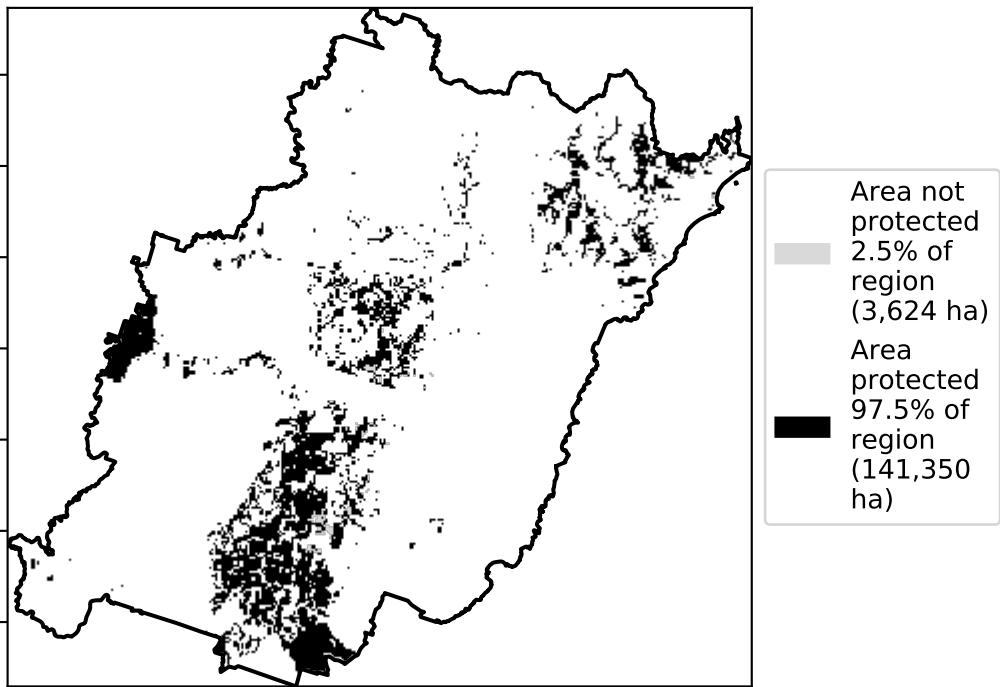 Area not
protected
2.5% of
region
(3,624 ha)
Area
protected
97.5% of
region
(141,350
ha)